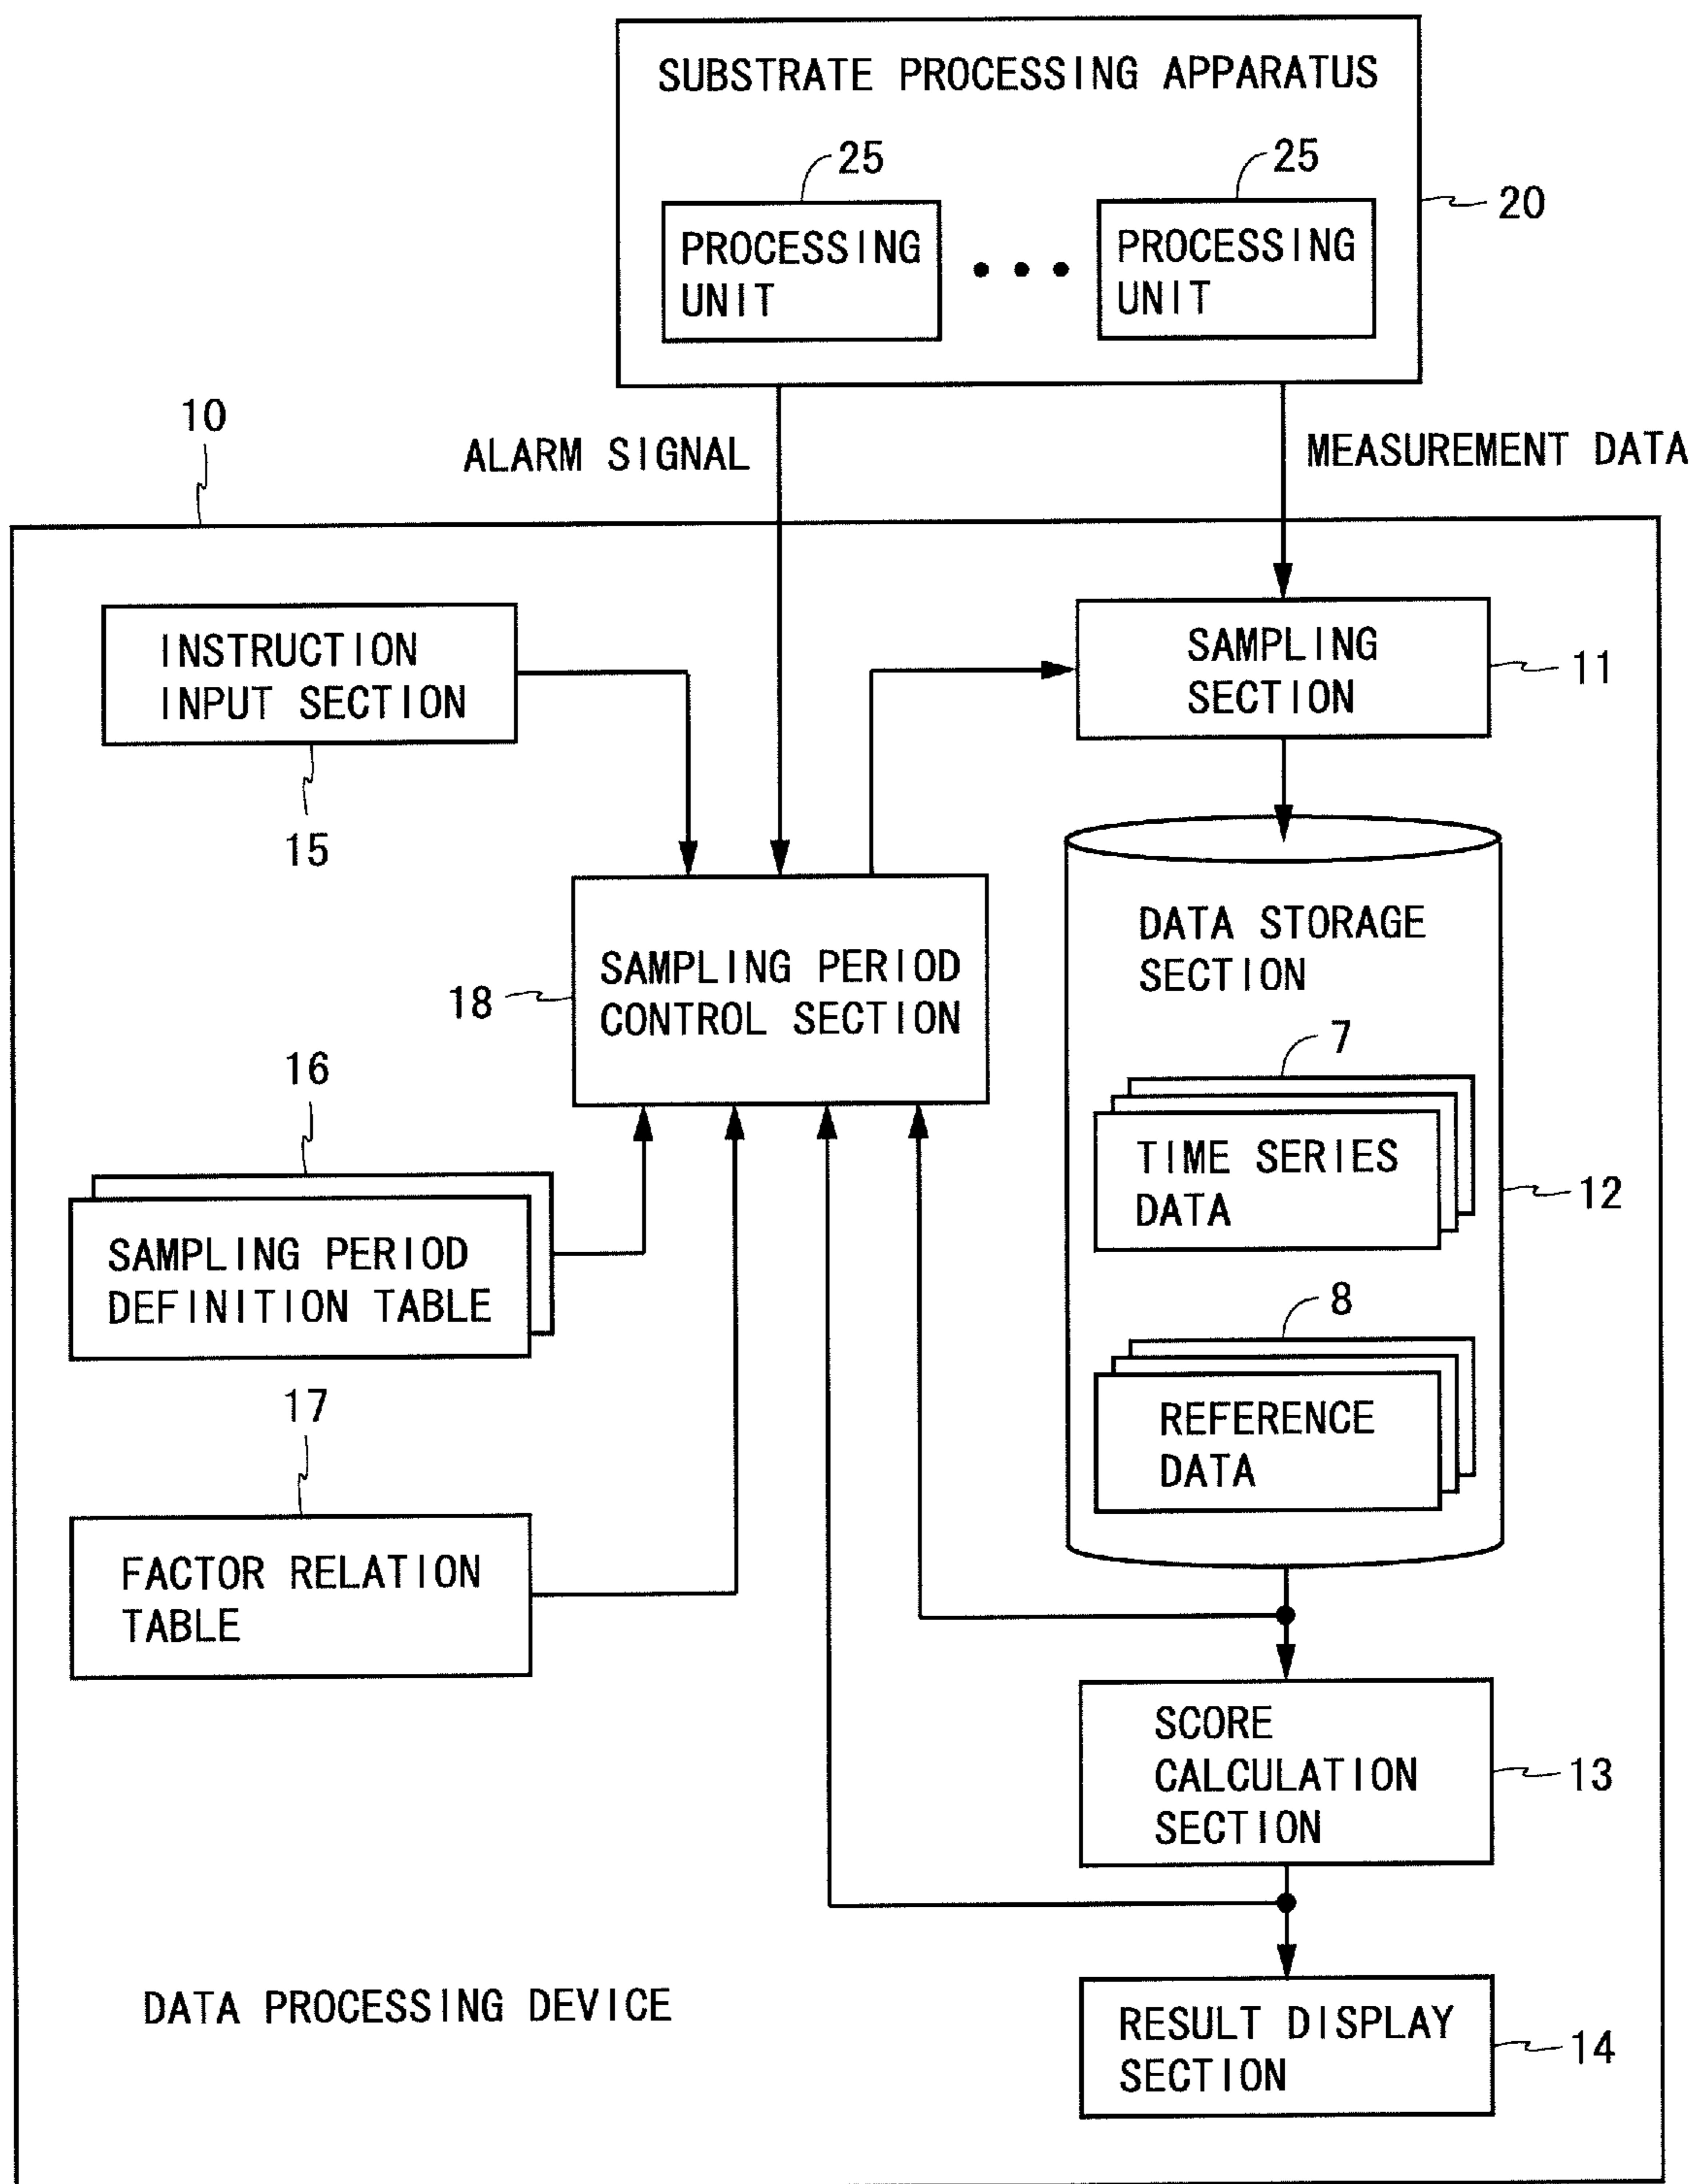 SUBSTRATE PROCESSING APPARATUS
25
25
20
PROCESSING
UNIT
PROCESSING
UNIT
10
ALARM SIGNAL
MEASUREMENT DATA
INSTRUCTION
INPUT SECTION
15
SAMPLING
SECTION
11
SAMPLING PERIOD
CONTROL SECTION
18
DATA STORAGE
SECTION
7
TIME SERIES
DATA
12
16
SAMPLING PERIOD
DEFINITION TABLE
8
REFERENCE
DATA
17
FACTOR RELATION
TABLE
SCORE
CALCULATION
SECTION
13
DATA PROCESSING DEVICE
RESULT DISPLAY
SECTION
14